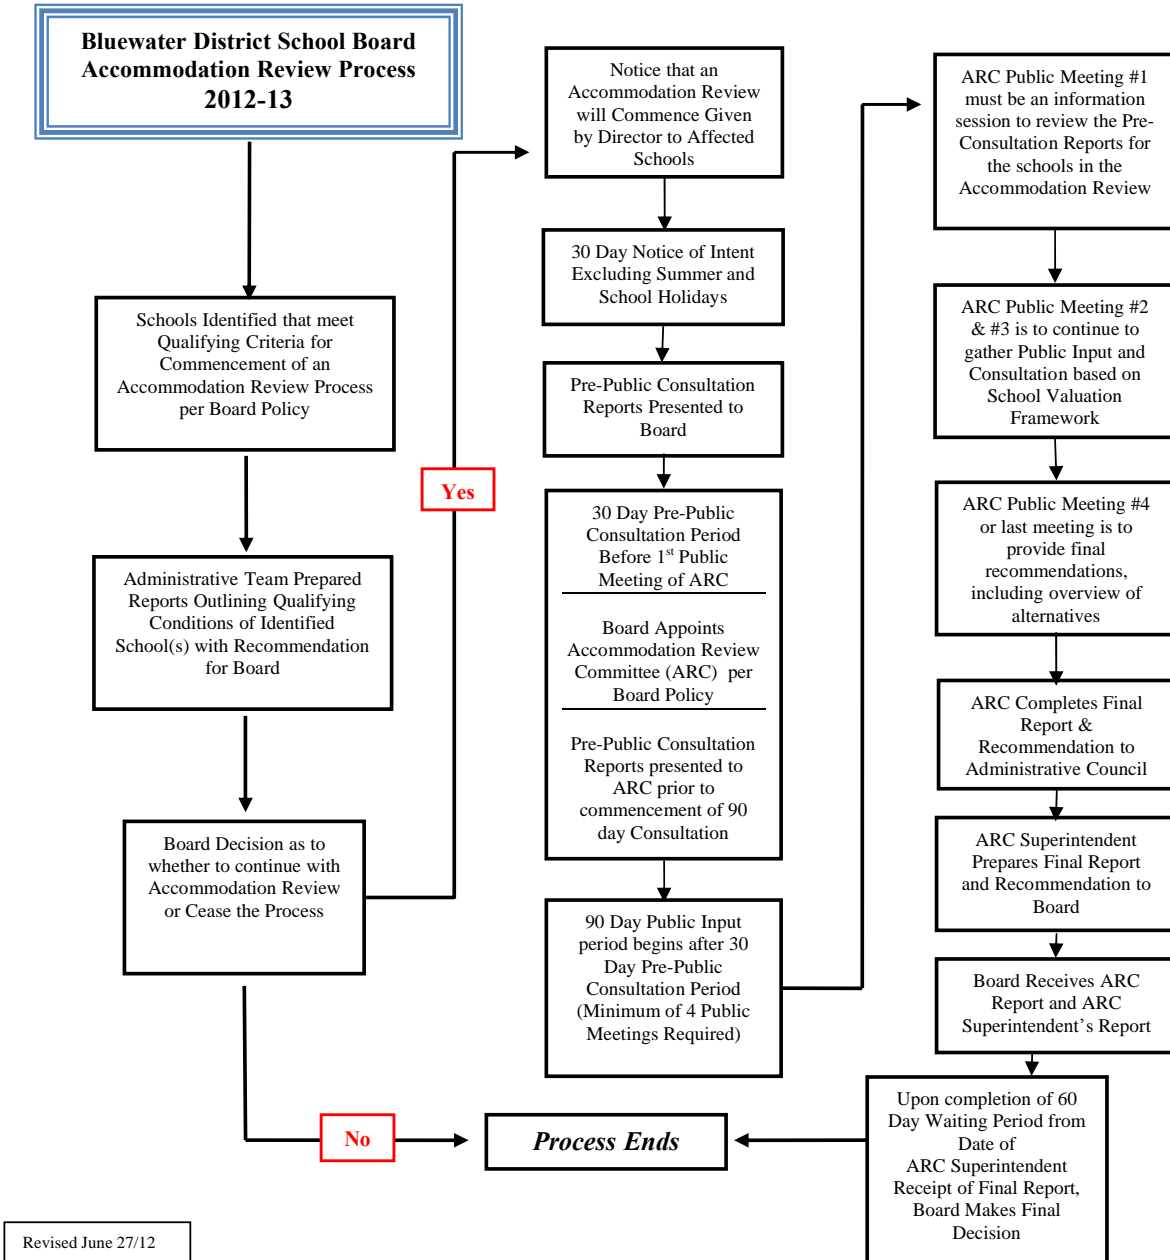 Bluewater District School Board
Accommodation Review Process
2012-13
Schools Identified that meet
Qualifying Criteria for
Commencement of an
Accommodation Review Process
per Board Policy
Administrative Team Prepared
Reports Outlining Qualifying
Conditions of Identified
School(s) with Recommendation
for Board
Board Decision as to
whether to continue with
Accommodation Review
or Cease the Process
Yes
No
Notice that an
Accommodation Review
will Commence Given
by Director to Affected
Schools
30 Day Notice of Intent
Excluding Summer and
School Holidays
Pre-Public Consultation
Reports Presented to
Board
30 Day Pre-Public
Consultation Period
Before 1st Public
Meeting of ARC
Board Appoints
Accommodation Review
Committee (ARC) per
Board Policy
Pre-Public Consultation
Reports presented to
ARC prior to
commencement of 90
day Consultation
90 Day Public Input
period begins after 30
Day Pre-Public
Consultation Period
(Minimum of 4 Public
Meetings Required)
ARC Public Meeting #1
must be an information
session to review the Pre-
Consultation Reports for
the schools in the
Accommodation Review
ARC Public Meeting #2
& #3 is to continue to
gather Public Input and
Consultation based on
School Valuation
Framework
ARC Public Meeting #4
or last meeting is to
provide final
recommendations,
including overview of
alternatives
ARC Completes Final
Report &
Recommendation to
Administrative Council
ARC Superintendent
Prepares Final Report
and Recommendation to
Board
Board Receives ARC
Report and ARC
Superintendent’s Report
Upon completion of 60
Day Waiting Period from
Date of
ARC Superintendent
Receipt of Final Report,
Board Makes Final
Decision
Process Ends
Revised June 27/12